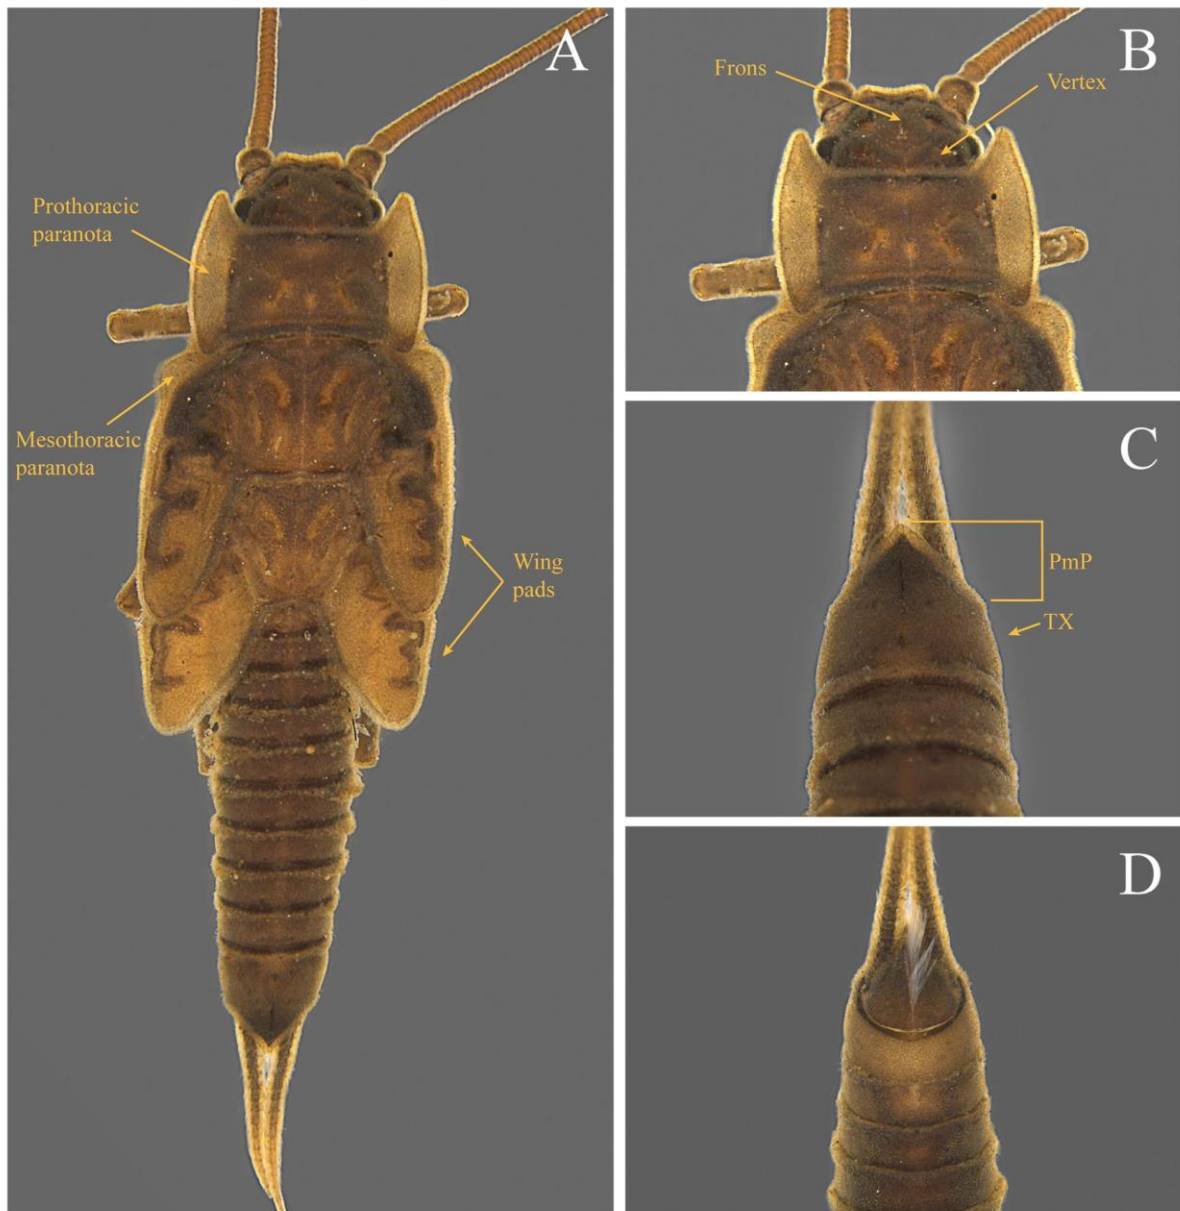 A
Prothoracic
paranota
Mesothoracic
paranota
Wing
pads
B
Frons
Vertex
C
PmP
TX
D